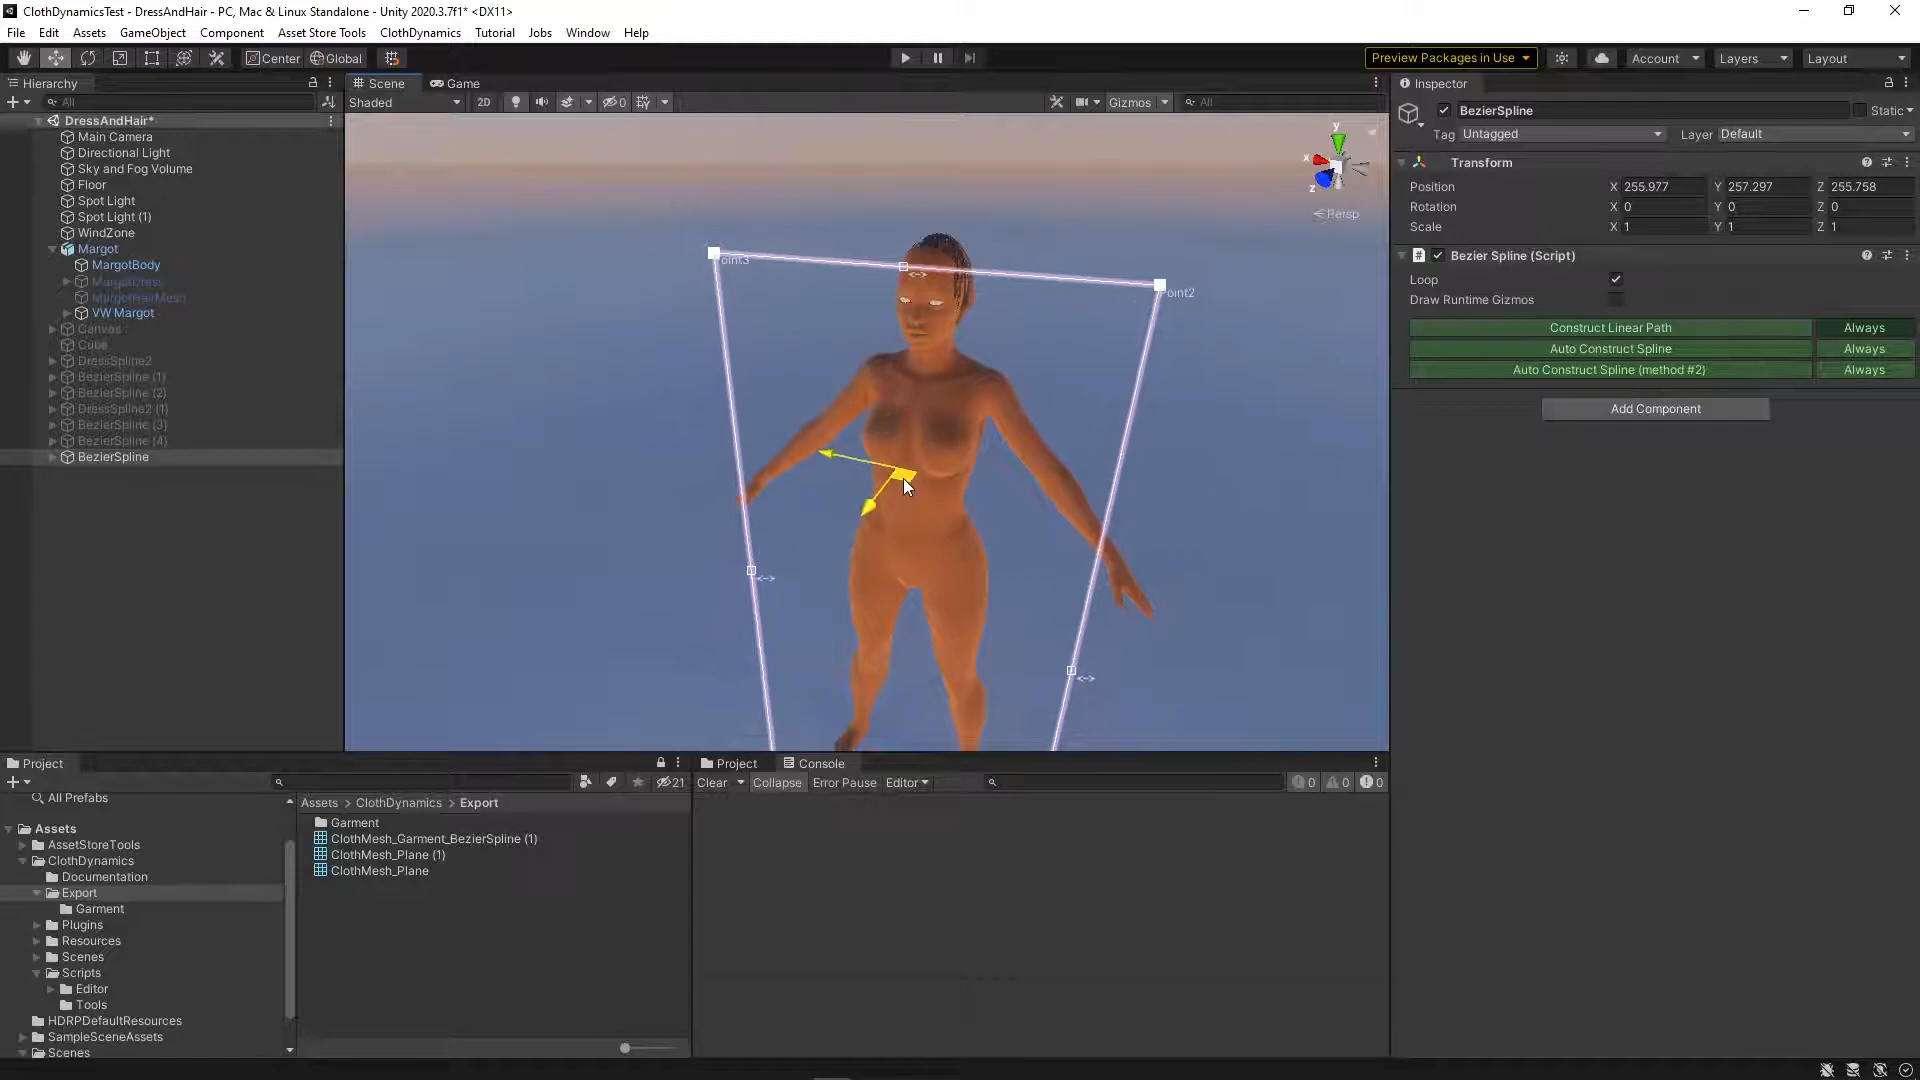 ClothDynamicsTest - DressAndHair - PC, Mac & Linux Standalone - Unity 2020.3.7f1* <DX11>
File Edit Assets GameObject Component Asset Store Tools ClothDynamics Tutorial Jobs Window Help
Center Global Preview Packages in Use Account Layers Layout
Hierarchy
All
DressAndHair*
Main Camera
Directional Light
Sky and Fog Volume
Floor
Spot Light
Spot Light (1)
WindZone
Margot
MargotBody
MargotDress
MargotHairMesh
VW Margot
Canvas
Cube
DressSpline2
BezierSpline (1)
BezierSpline (2)
DressSpline2 (1)
BezierSpline (3)
BezierSpline (4)
BezierSpline
Scene Game
Shaded 2D 0 Gizmos All
y
x
z
Persp
oint3
oint2
Inspector
BezierSpline Static
Tag Untagged Layer Default
Transform
Position X 255.977 Y 257.297 Z 255.758
Rotation X 0 Y 0 Z 0
Scale X 1 Y 1 Z 1
# Bezier Spline (Script)
Loop
Draw Runtime Gizmos
Construct Linear Path Always
Auto Construct Spline Always
Auto Construct Spline (method #2) Always
Add Component
Project
21
All Prefabs
Assets
AssetStoreTools
ClothDynamics
Documentation
Export
Garment
Plugins
Resources
Scenes
Scripts
Editor
Tools
HDRPDefaultResources
SampleSceneAssets
Scenes
Assets > ClothDynamics > Export
Garment
ClothMesh_Garment_BezierSpline (1)
ClothMesh_Plane (1)
ClothMesh_Plane
Project Console
Clear Collapse Error Pause Editor 0 0 0